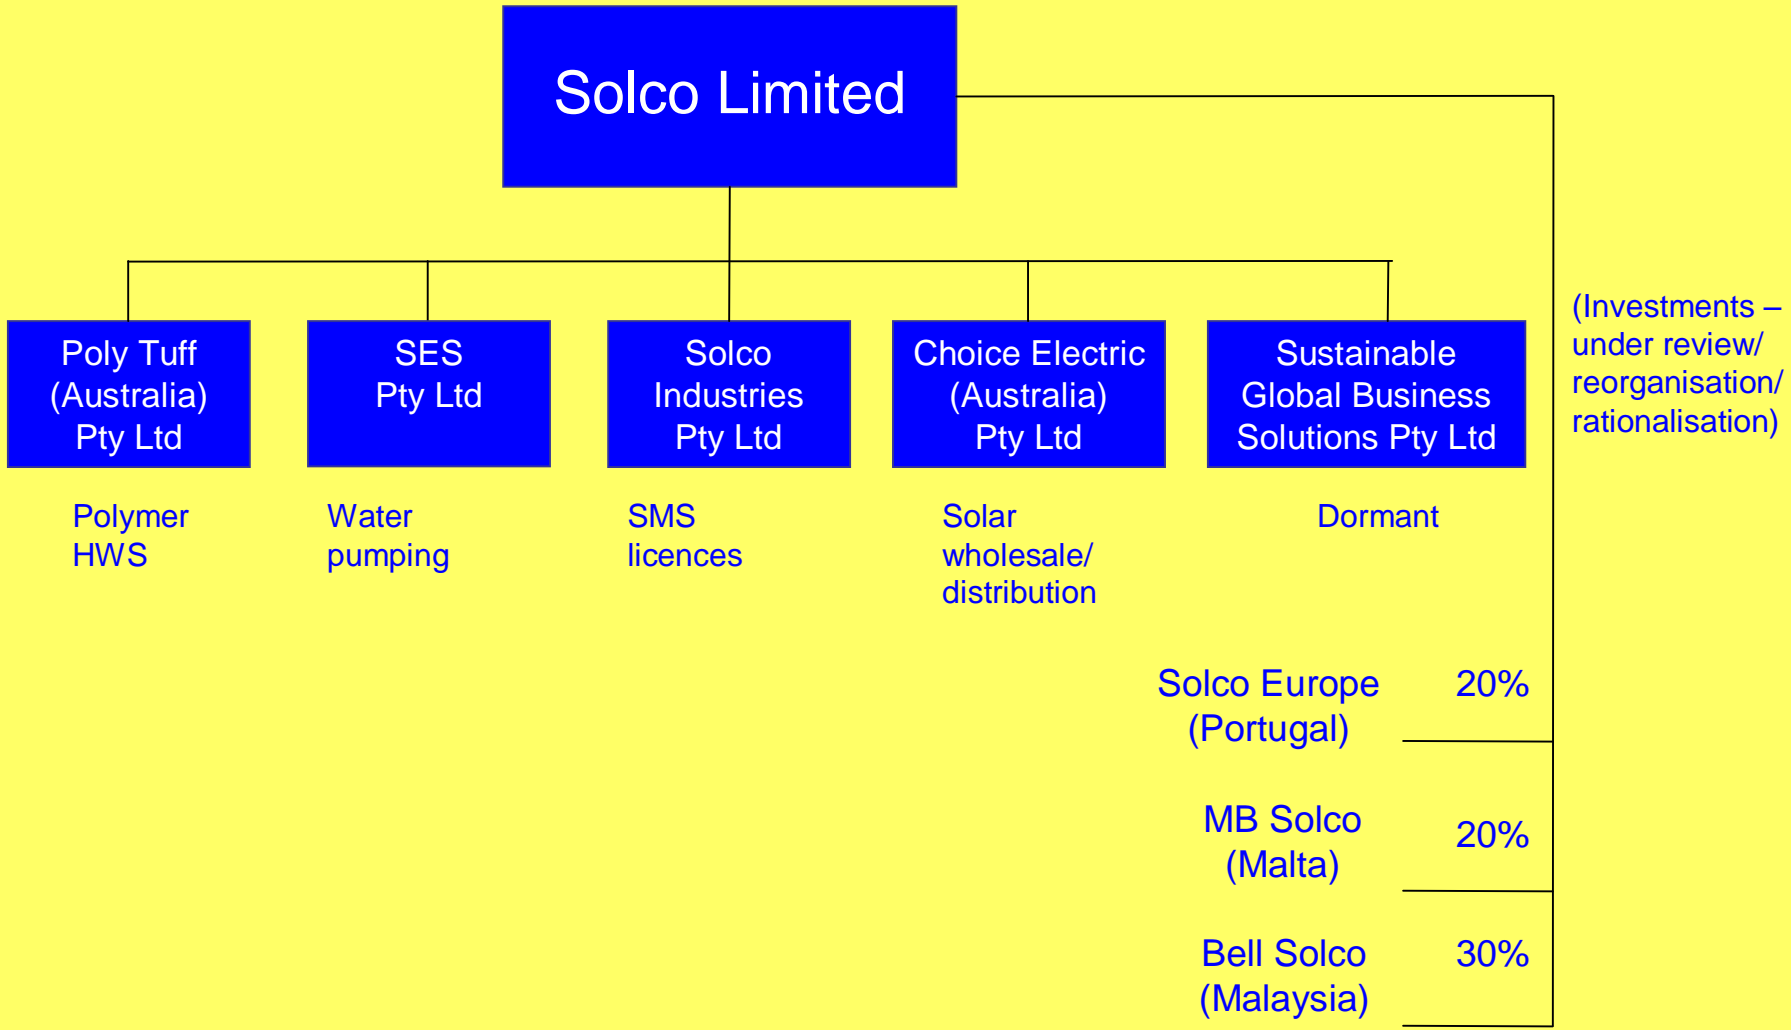 Solco Limited
Poly Tuff
(Australia)
Pty Ltd
SES
Pty Ltd
Solco
Industries
Pty Ltd
Choice Electric
(Australia)
Pty Ltd
Sustainable
Global Business
Solutions Pty Ltd
(Investments –
under review/
reorganisation/
rationalisation)
Polymer
HWS
Water
pumping
SMS
licences
Solar
wholesale/
distribution
Dormant
Solco Europe 20%
(Portugal)
MB Solco 20%
(Malta)
Bell Solco 30%
(Malaysia)